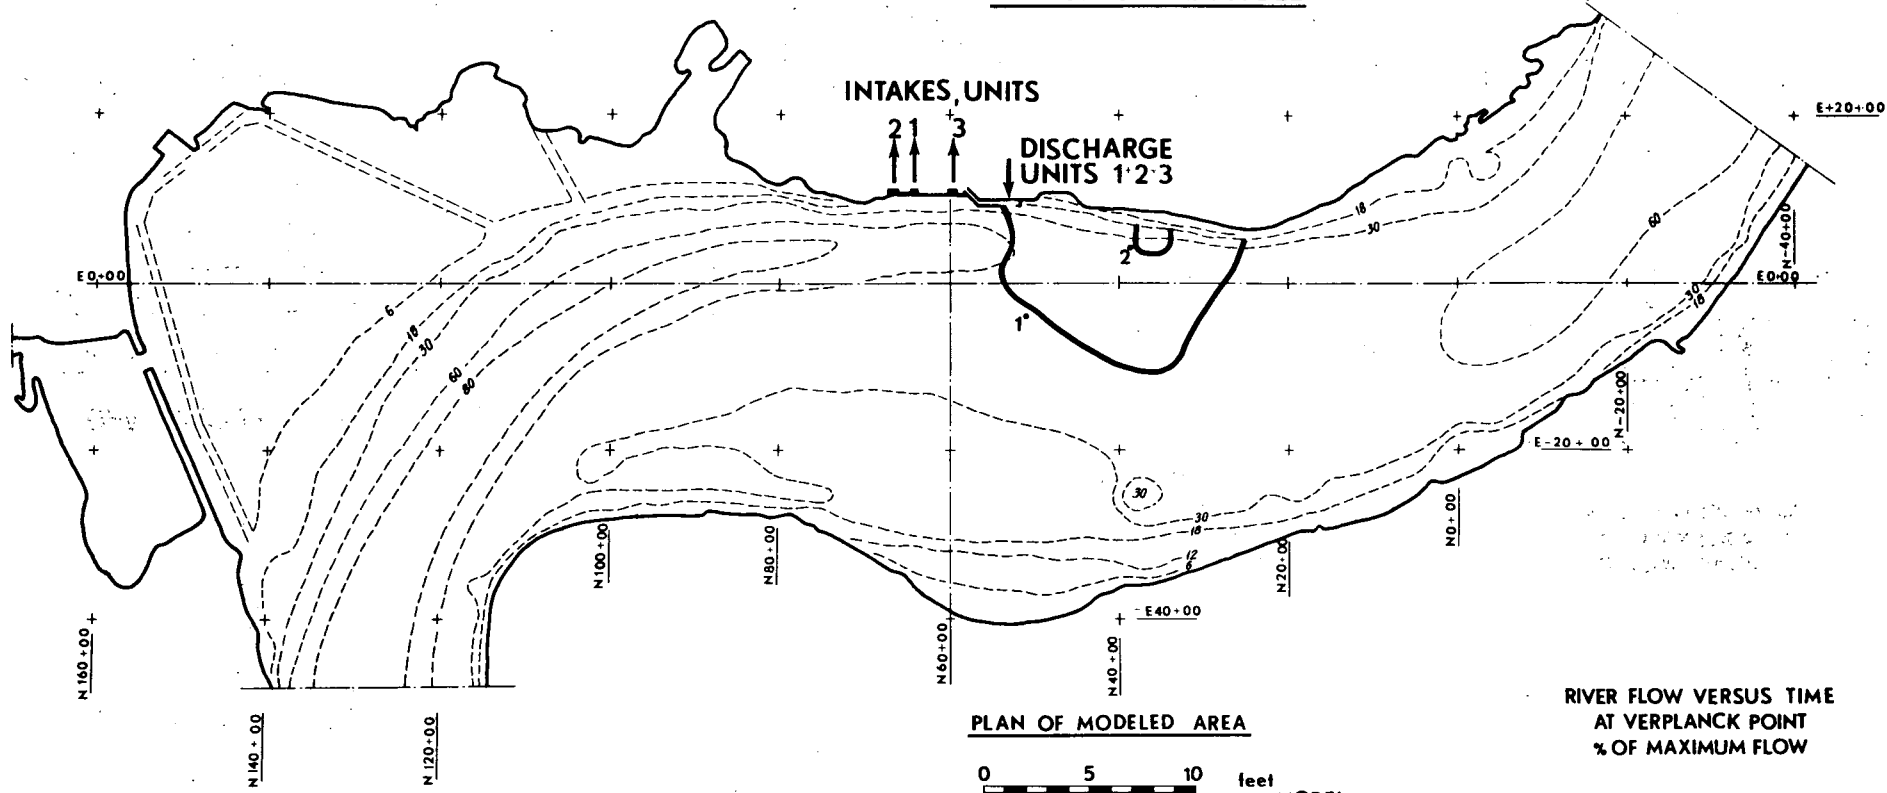 INTAKES, UNITS
2 1 3
DISCHARGE
UNITS 1·2·3
E+20+00
E0+00
E0+00
6
18
30
60
80
1°
2°
18
30
60
30
18
N-40+00
N-20+00
E-20+00
30
30
18
12
6
N0+00
N20+00
N100+00
N80+00
N60+00
N40+00
E40+00
N160+00
N140+00
N120+00
PLAN OF MODELED AREA
0 5 10 feet
RIVER FLOW VERSUS TIME
AT VERPLANCK POINT
% OF MAXIMUM FLOW